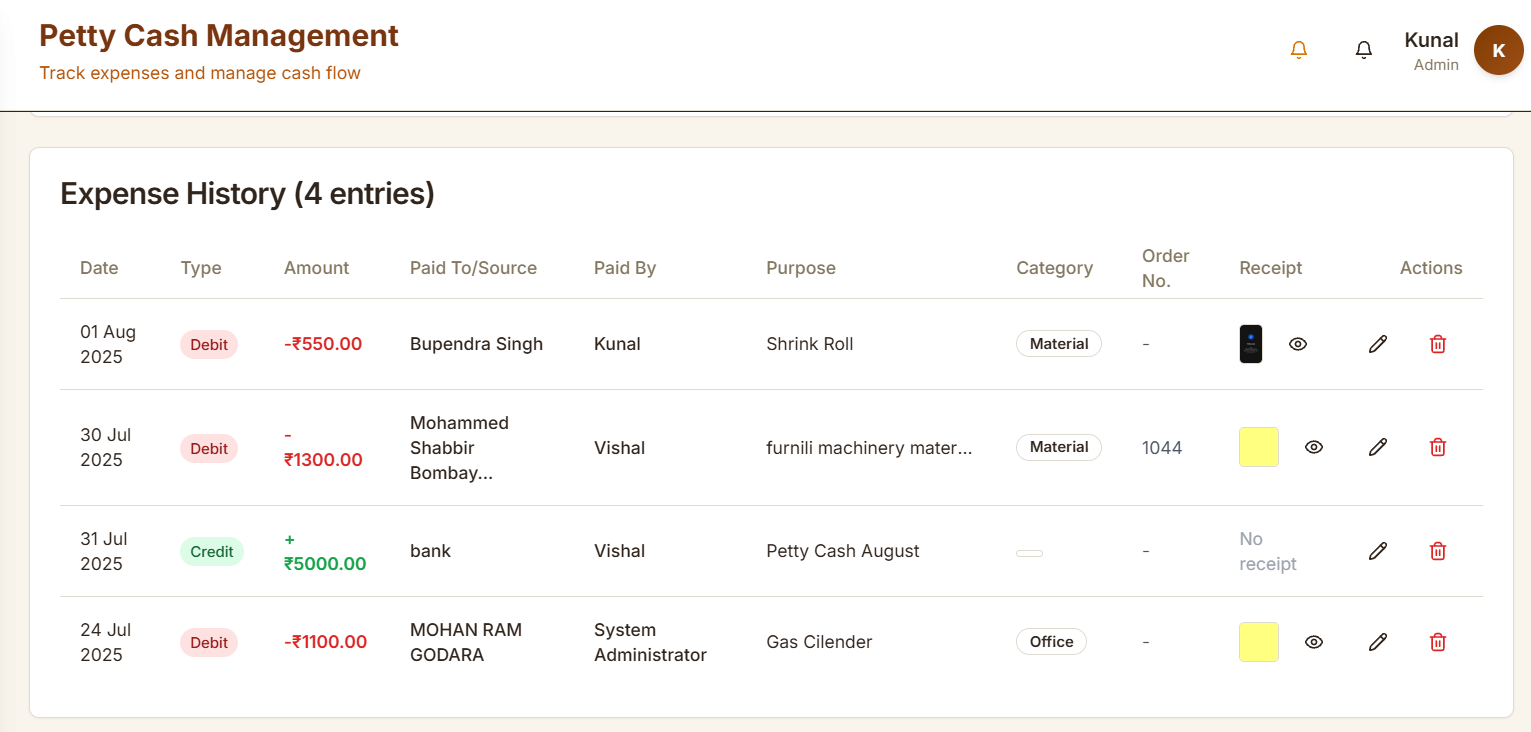 Petty Cash Management
Track expenses and manage cash flow
Kunal
Admin
K
Expense History (4 entries)
Date Type Amount Paid To/Source Paid By Purpose Category Order No. Receipt Actions
01 Aug 2025 Debit -₹550.00 Bupendra Singh Kunal Shrink Roll Material -
30 Jul 2025 Debit -₹1300.00 Mohammed Shabbir Bombay... Vishal furnili machinery mater... Material 1044
31 Jul 2025 Credit +₹5000.00 bank Vishal Petty Cash August - No receipt
24 Jul 2025 Debit -₹1100.00 MOHAN RAM GODARA System Administrator Gas Cilender Office -